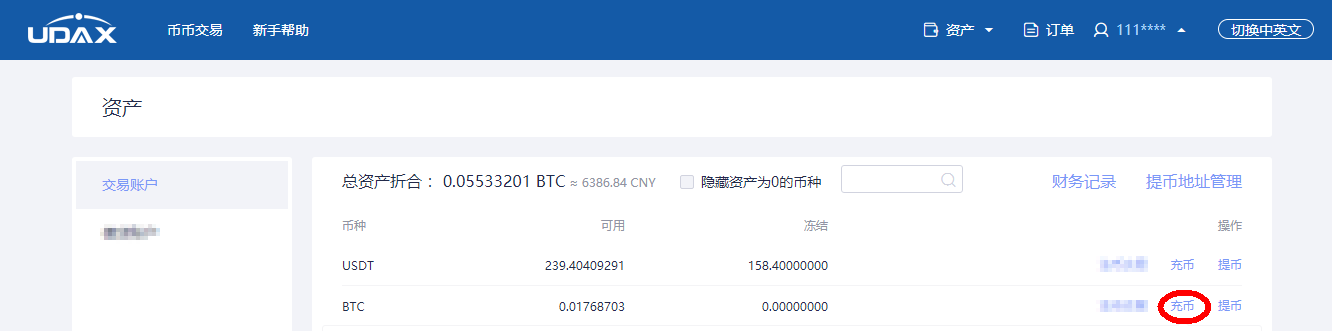 UDAX 币币交易 新手帮助 资产 订单 111**** 切换中英文
资产
交易账户
总资产折合： 0.05533201 BTC ≈ 6386.84 CNY 隐藏资产为0的币种 财务记录 提币地址管理
币种 可用 冻结 操作
USDT 239.40409291 158.40000000 充币 提币
BTC 0.01768703 0.00000000 充币 提币